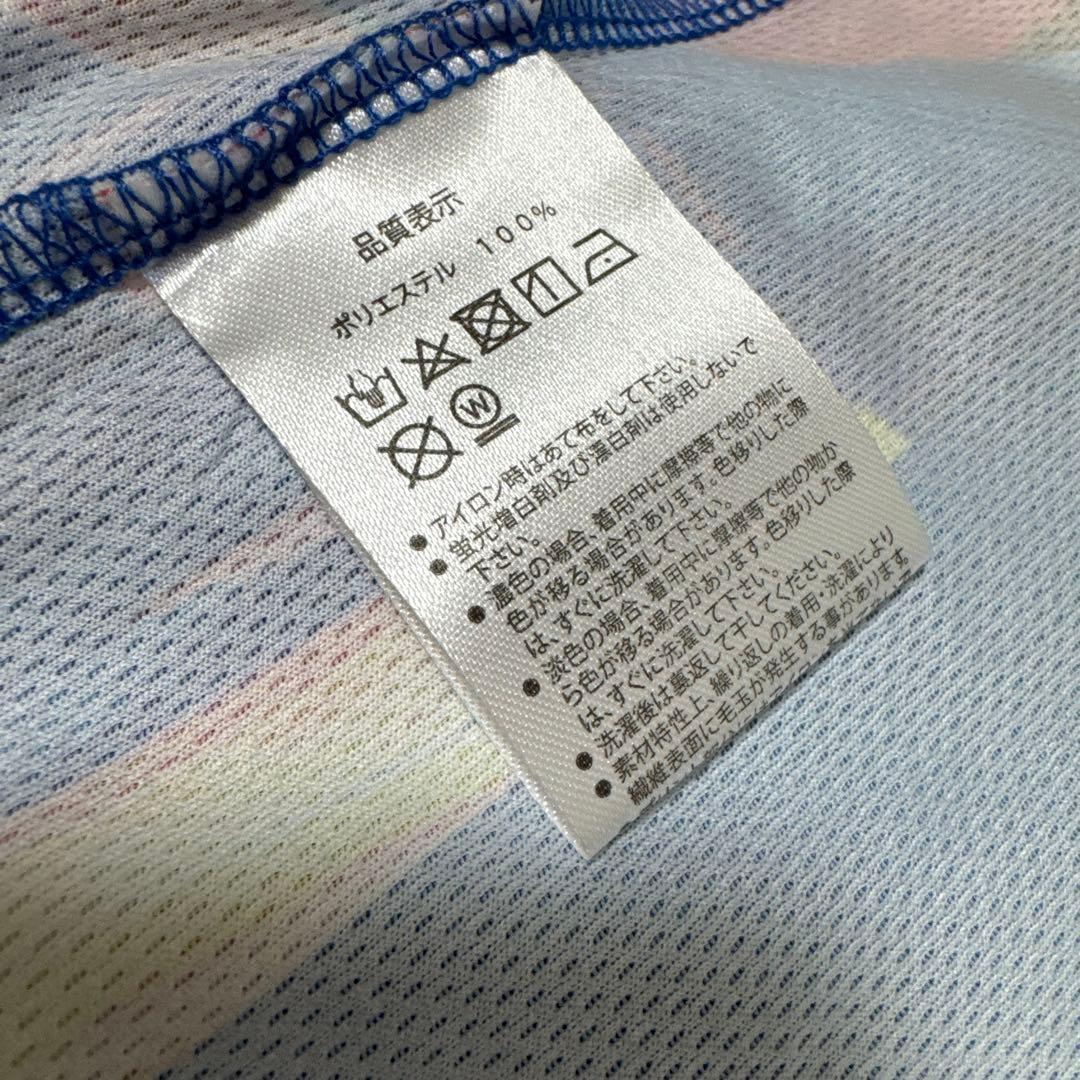 品質表示
ポリエステル 100%
W
● アイロン時はあて布をして下さい。
● 蛍光増白剤及び漂白剤は使用しないで
下さい。
● 濃色の場合、着用中に摩擦等で他の物に
色が移る場合があります。色移りした際
は、すぐに洗濯して下さい。
● 淡色の場合、着用中に摩擦等で他の物か
ら色が移る場合があります。色移りした際
は、すぐに洗濯して下さい。
● 洗濯後は裏返して干してください。
● 素材特性上、繰り返しの着用・洗濯により
繊維表面に毛玉が発生する事があります